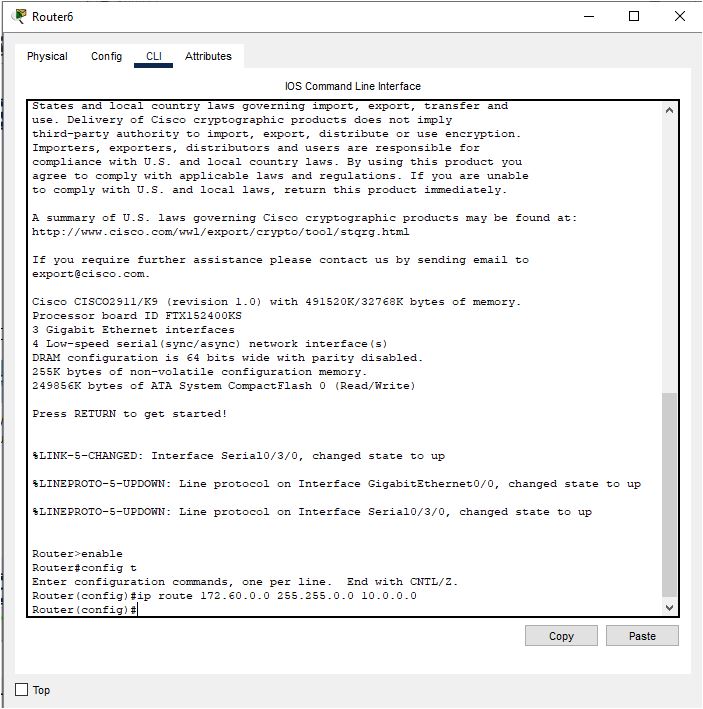 Router6
Physical Config CLI Attributes
IOS Command Line Interface
States and local country laws governing import, export, transfer and
use. Delivery of Cisco cryptographic products does not imply
third-party authority to import, export, distribute or use encryption.
Importers, exporters, distributors and users are responsible for
compliance with U.S. and local country laws. By using this product you
agree to comply with applicable laws and regulations. If you are unable
to comply with U.S. and local laws, return this product immediately.
A summary of U.S. laws governing Cisco cryptographic products may be found at:
http://www.cisco.com/wwl/export/crypto/tool/stqrg.html
If you require further assistance please contact us by sending email to
export@cisco.com.
Cisco CISCO2911/K9 (revision 1.0) with 491520K/32768K bytes of memory.
Processor board ID FTX152400KS
3 Gigabit Ethernet interfaces
4 Low-speed serial(sync/async) network interface(s)
DRAM configuration is 64 bits wide with parity disabled.
255K bytes of non-volatile configuration memory.
249856K bytes of ATA System CompactFlash 0 (Read/Write)
Press RETURN to get started!
%LINK-5-CHANGED: Interface Serial0/3/0, changed state to up
%LINEPROTO-5-UPDOWN: Line protocol on Interface GigabitEthernet0/0, changed state to up
%LINEPROTO-5-UPDOWN: Line protocol on Interface Serial0/3/0, changed state to up
Router>enable
Router#config t
Enter configuration commands, one per line.  End with CNTL/Z.
Router(config)#ip route 172.60.0.0 255.255.0.0 10.0.0.0
Router(config)#
Copy Paste
Top